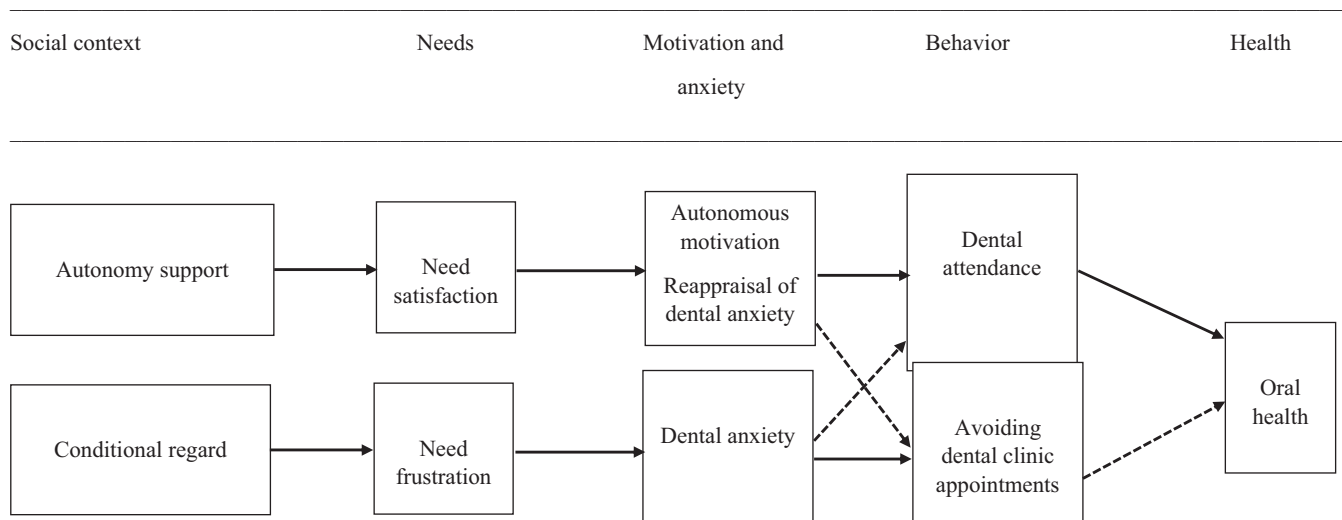 Social context
Needs
Motivation and
anxiety
Behavior
Health
Autonomy support
Need
satisfaction
Autonomous
motivation
Reappraisal of
dental anxiety
Dental
attendance
Conditional regard
Need
frustration
Dental anxiety
Avoiding
dental clinic
appointments
Oral
health